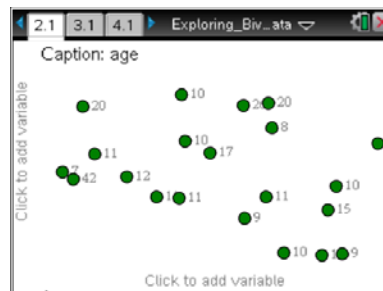 2.1 3.1 4.1 Exploring_Biv…ata
Caption: age
10
20 20
10 8
11 17
42 12
10
11 11
15
9
10 9
Click to add variable
Click to add variable